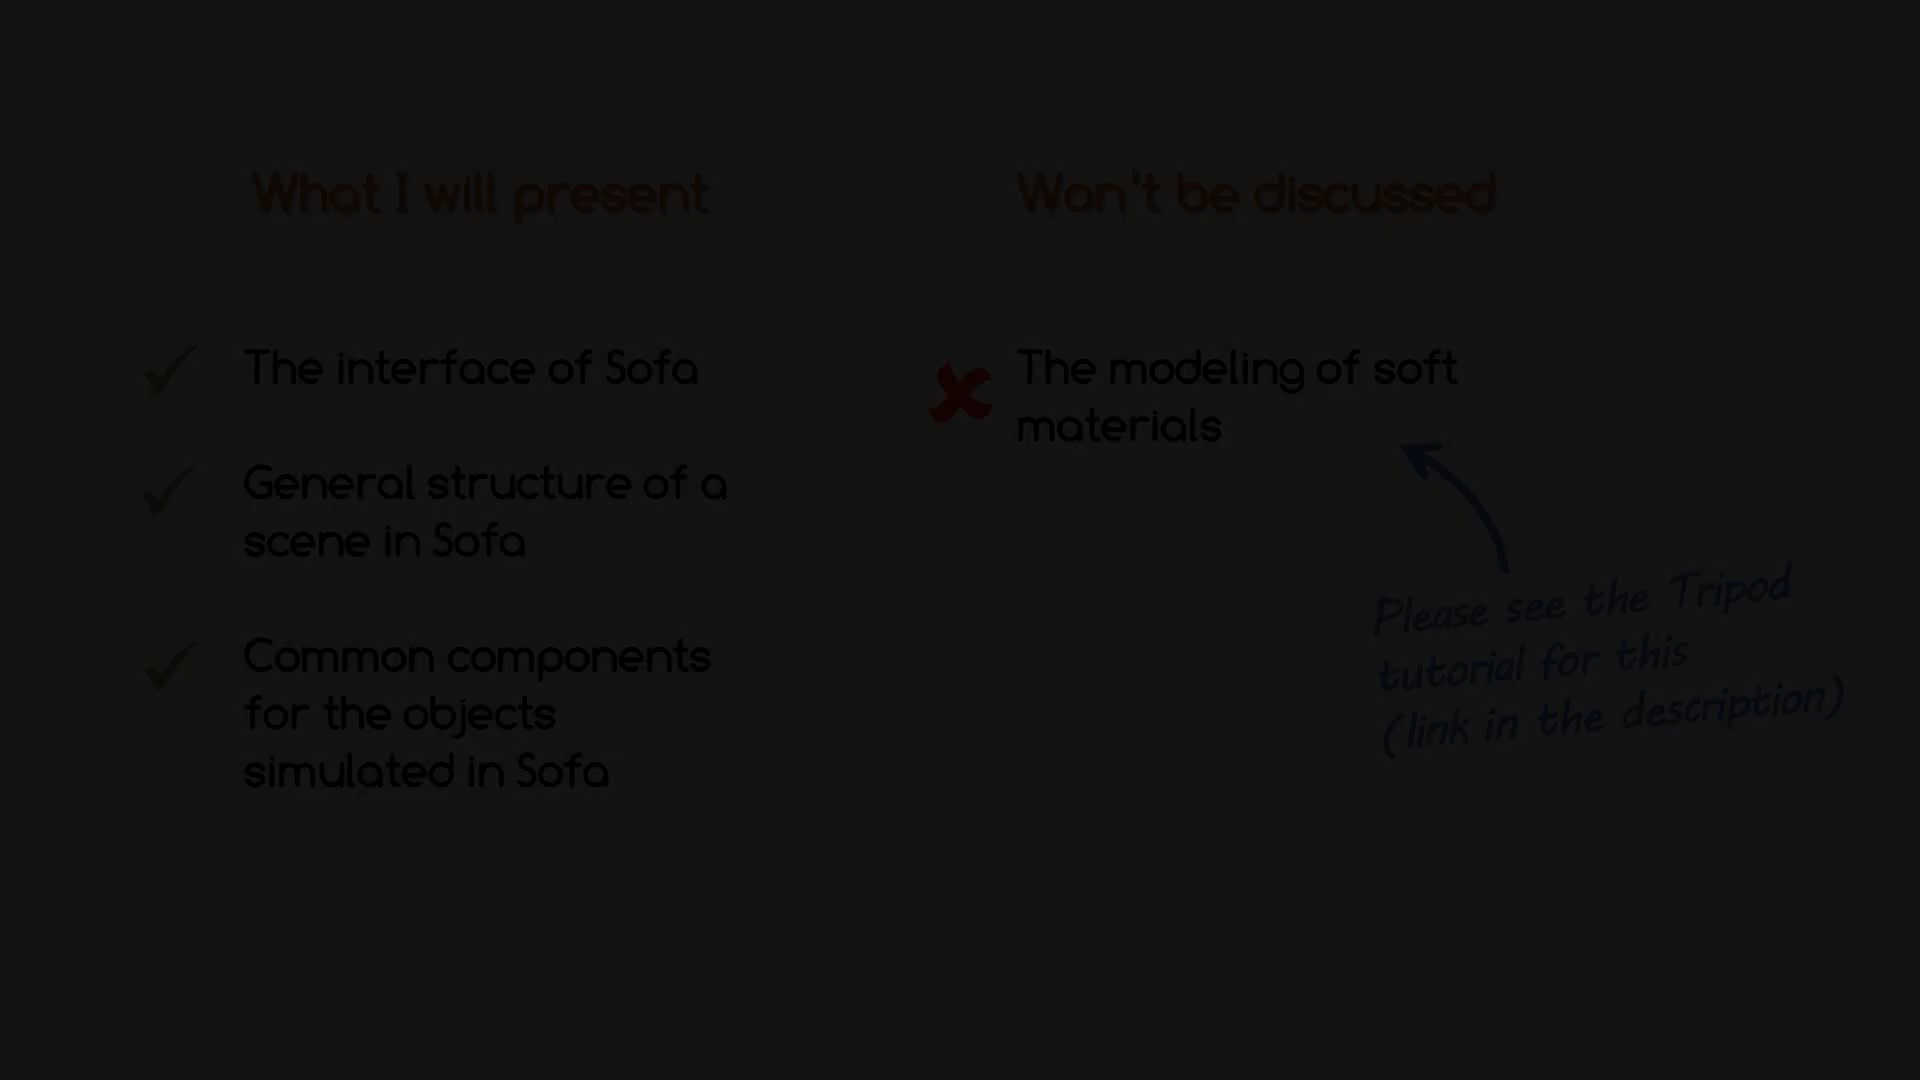 What I will present
The interface of Sofa
General structure of a
scene in Sofa
Common components
for the objects
simulated in Sofa
Won't be discussed
The modeling of soft
materials
Please see the Tripod
tutorial for this
(link in the description)